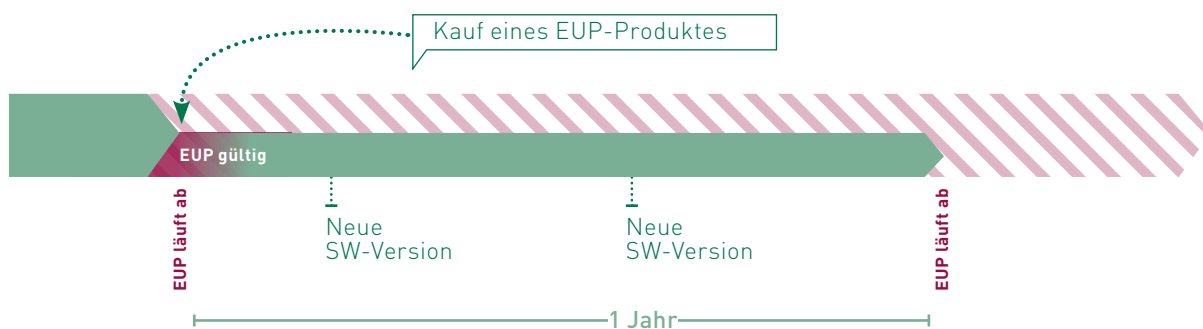 Kauf eines EUP-Produktes
EUP gültig
EUP läuft ab
Neue
SW-Version
Neue
SW-Version
EUP läuft ab
1 Jahr